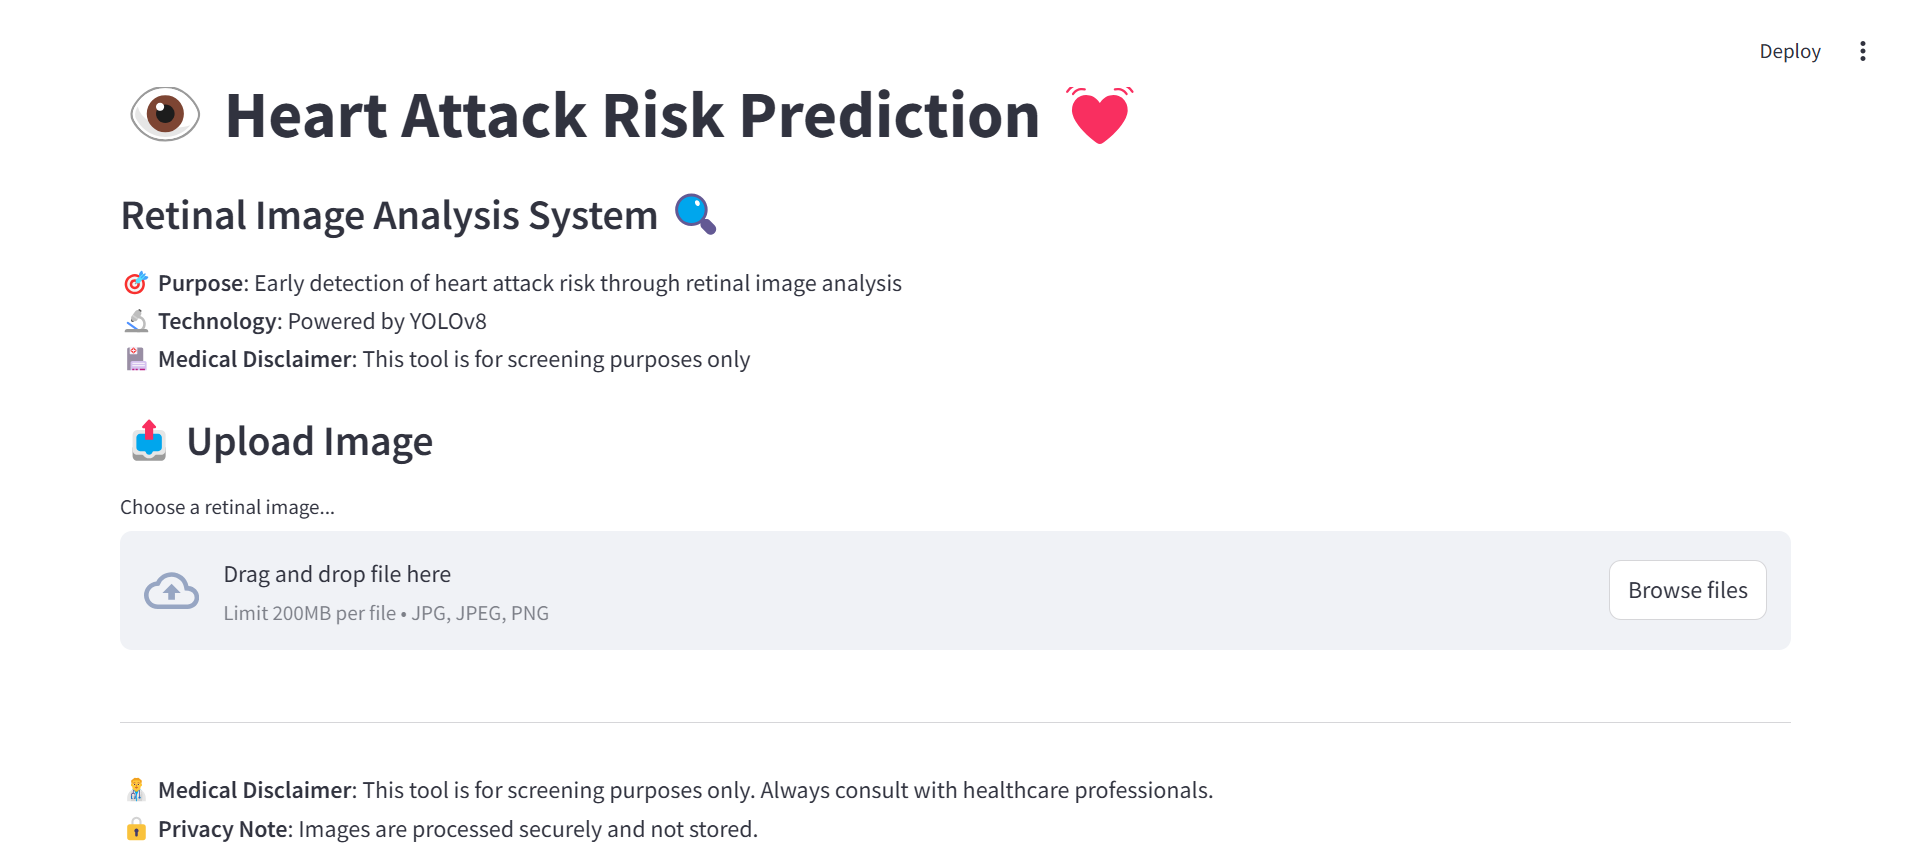 Deploy
Heart Attack Risk Prediction
Retinal Image Analysis System
Purpose: Early detection of heart attack risk through retinal image analysis
Technology: Powered by YOLOv8
Medical Disclaimer: This tool is for screening purposes only
Upload Image
Choose a retinal image...
Drag and drop file here
Limit 200MB per file • JPG, JPEG, PNG
Browse files
Medical Disclaimer: This tool is for screening purposes only. Always consult with healthcare professionals.
Privacy Note: Images are processed securely and not stored.